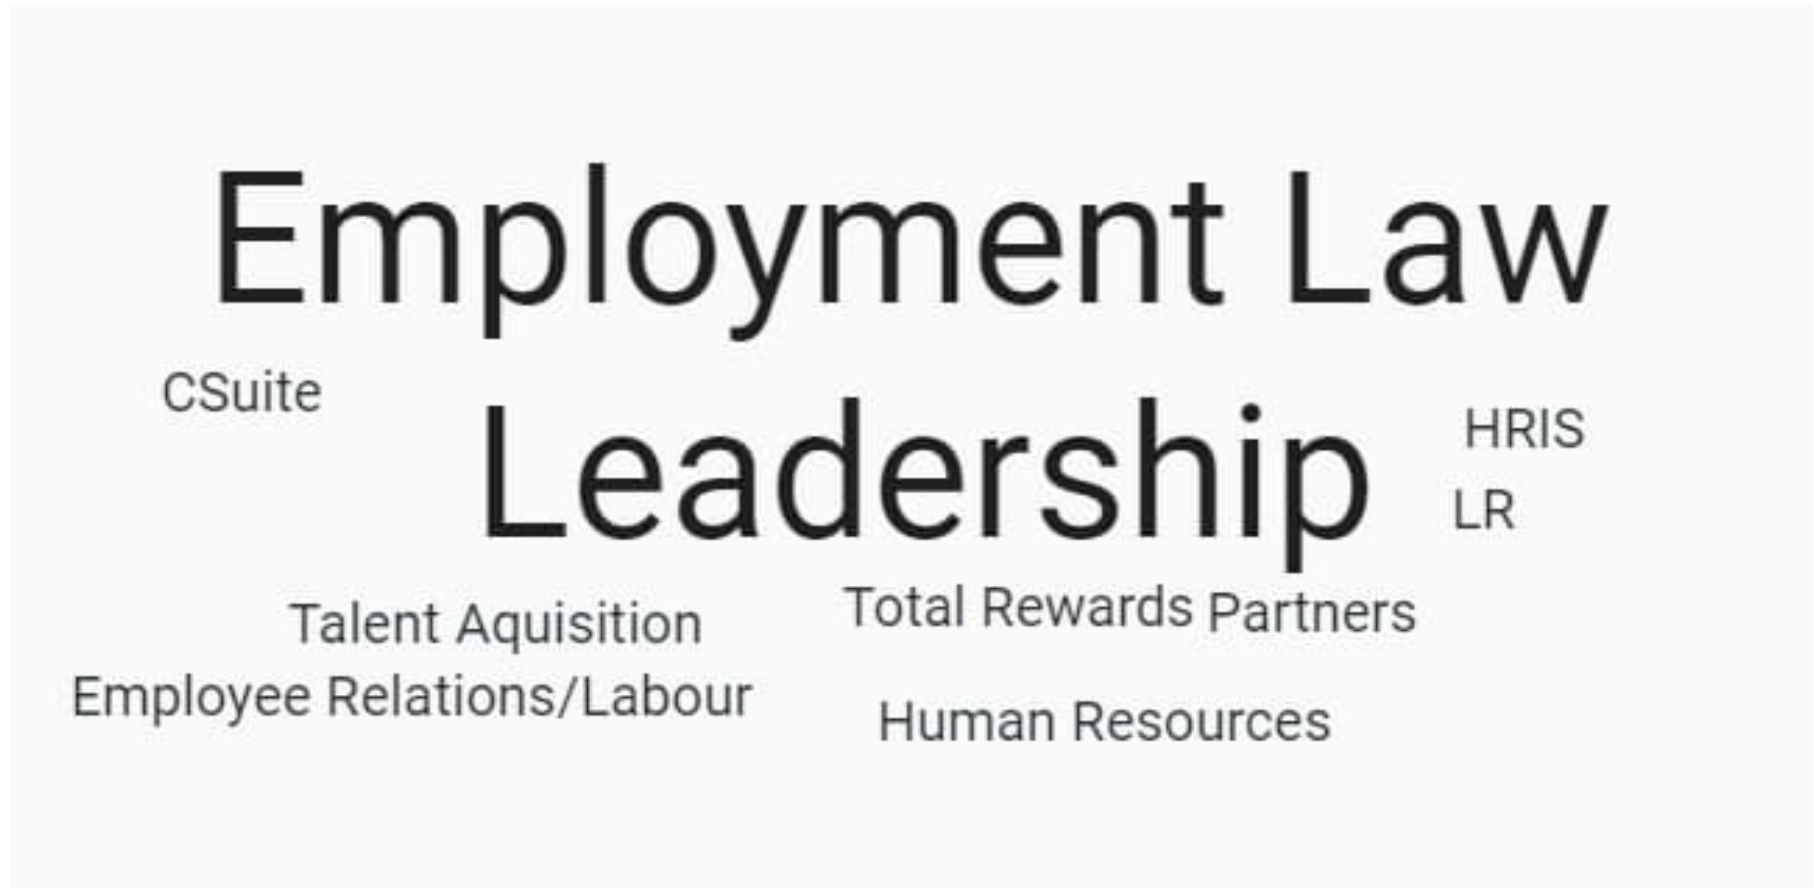 Employment Law
CSuite
Leadership
HRIS
LR
Talent Aquisition
Total Rewards
Partners
Employee Relations/Labour
Human Resources